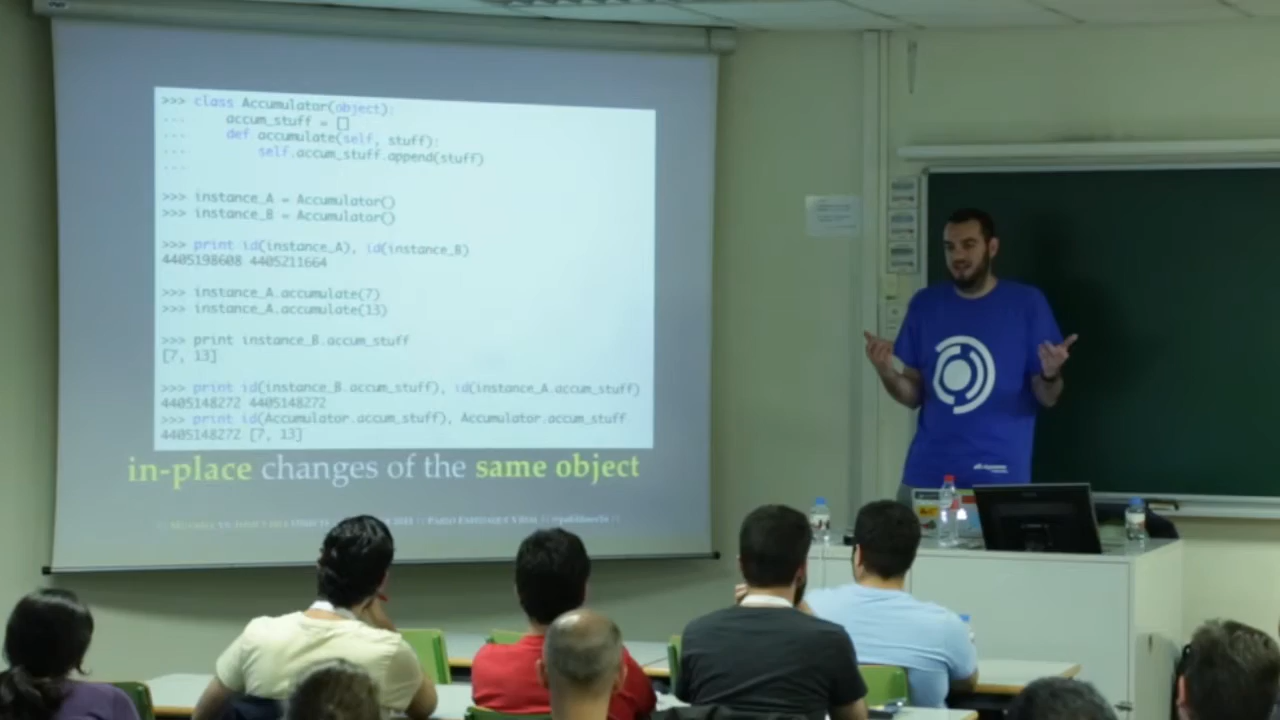 >>> class Accumulator(object):
...     accum_stuff = []
...     def accumulate(self, stuff):
...         self.accum_stuff.append(stuff)
...
>>> instance_A = Accumulator()
>>> instance_B = Accumulator()
>>> print id(instance_A), id(instance_B)
4405198608 4405211664
>>> instance_A.accumulate(7)
>>> instance_A.accumulate(13)
>>> print instance_B.accum_stuff
[7, 13]
>>> print id(instance_B.accum_stuff), id(instance_A.accum_stuff)
4405148272 4405148272
>>> print id(Accumulator.accum_stuff), Accumulator.accum_stuff
4405148272 [7, 13]
in-place changes of the same object